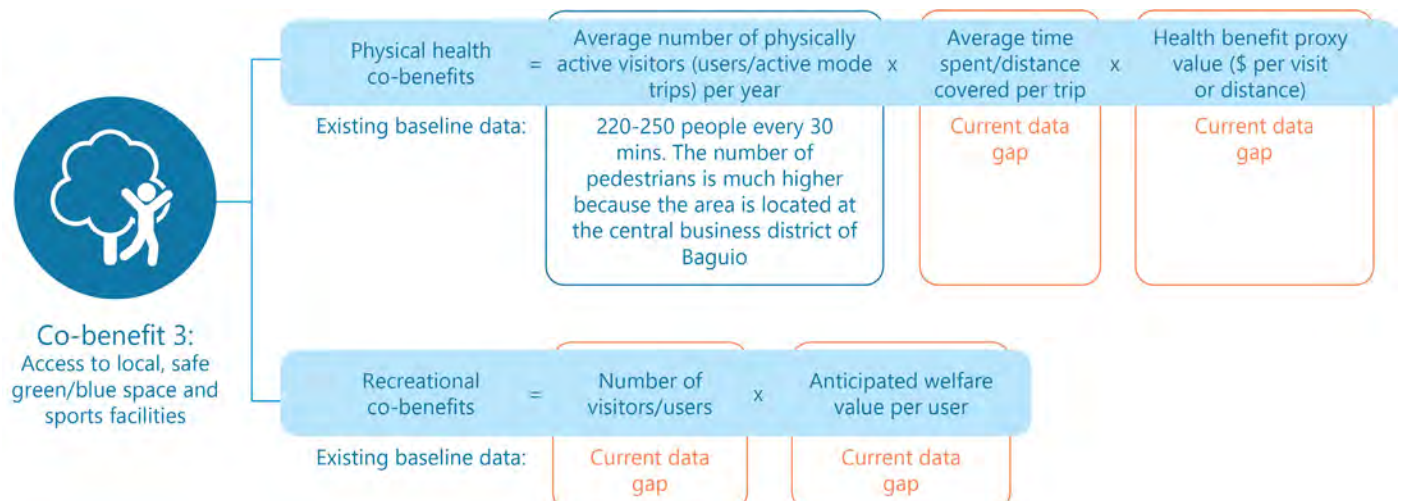 Physical health
co-benefits
=
Average number of physically
active visitors (users/active mode
trips) per year
x
Average time
spent/distance
covered per trip
x
Health benefit proxy
value ($ per visit
or distance)
Existing baseline data:
220-250 people every 30
mins. The number of
pedestrians is much higher
because the area is located at
the central business district of
Baguio
Current data
gap
Current data
gap
Co-benefit 3:
Access to local, safe
green/blue space and
sports facilities
Recreational
co-benefits
=
Number of
visitors/users
x
Anticipated welfare
value per user
Existing baseline data:
Current data
gap
Current data
gap